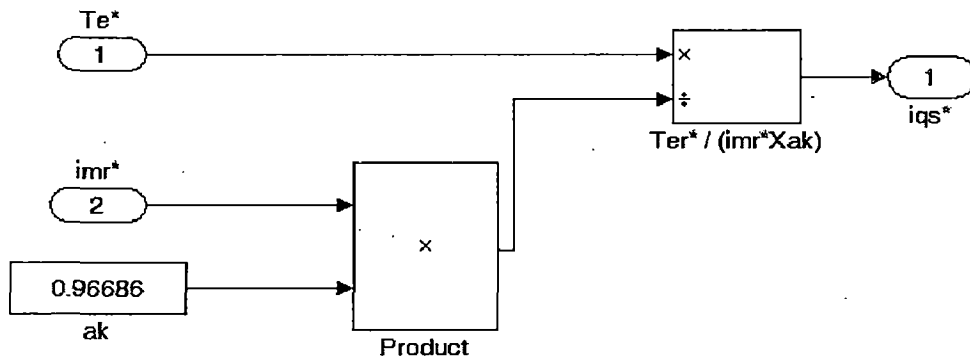 Te*
1
×
÷
Ter* / (imr*Xak)
1
iqs*
imr*
2
×
0.96686
ak
Product